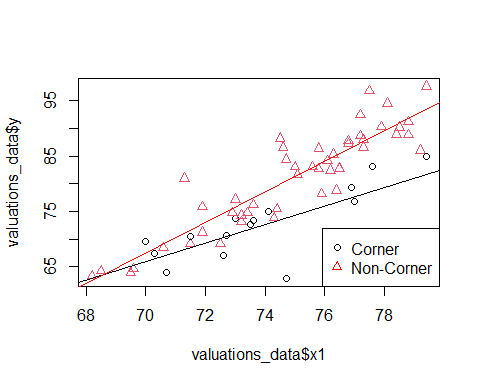 valuations_data$y
95
85
75
65
68 70 72 74 76 78
valuations_data$x1
Corner
Non-Corner